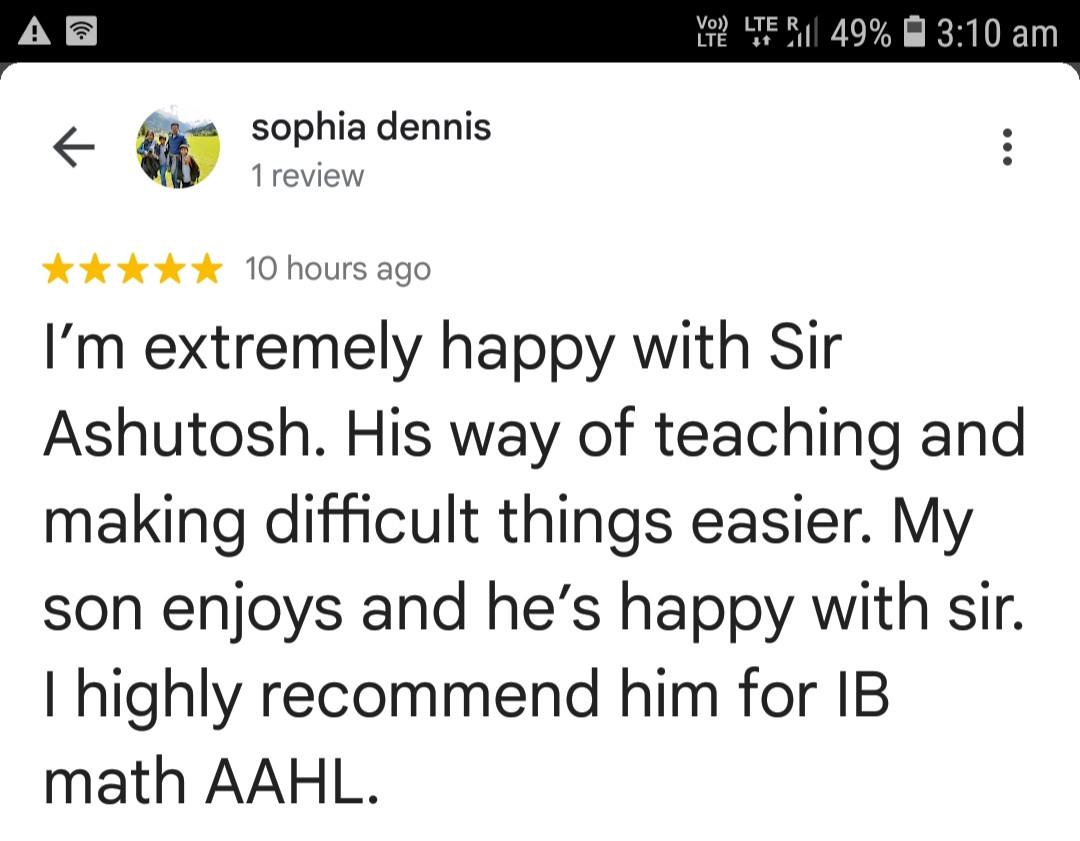 Vo)) LTE LTE R 49% 3:10 am
sophia dennis
1 review
10 hours ago
I'm extremely happy with Sir
Ashutosh. His way of teaching and
making difficult things easier. My
son enjoys and he's happy with sir.
I highly recommend him for IB
math AAHL.